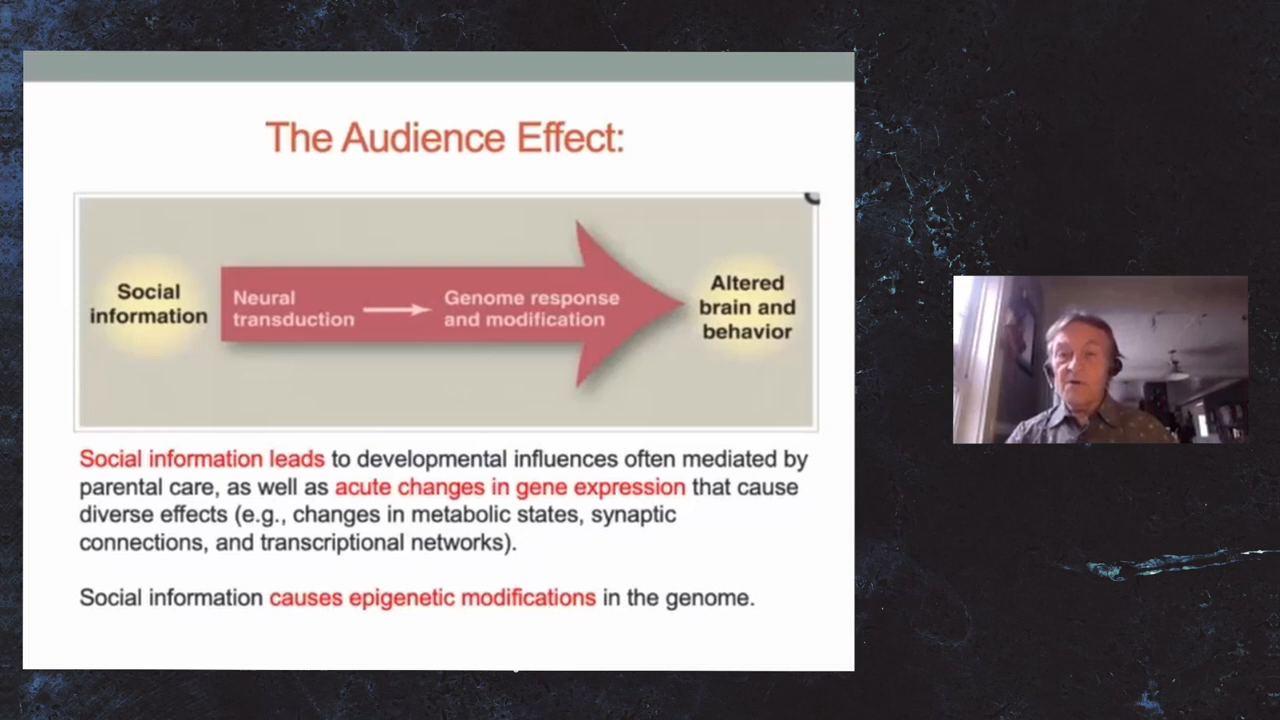 The Audience Effect:
Social
information
Neural
transduction
Genome response
and modification
Altered
brain and
behavior
Social information leads to developmental influences often mediated by
parental care, as well as acute changes in gene expression that cause
diverse effects (e.g., changes in metabolic states, synaptic
connections, and transcriptional networks).
Social information causes epigenetic modifications in the genome.